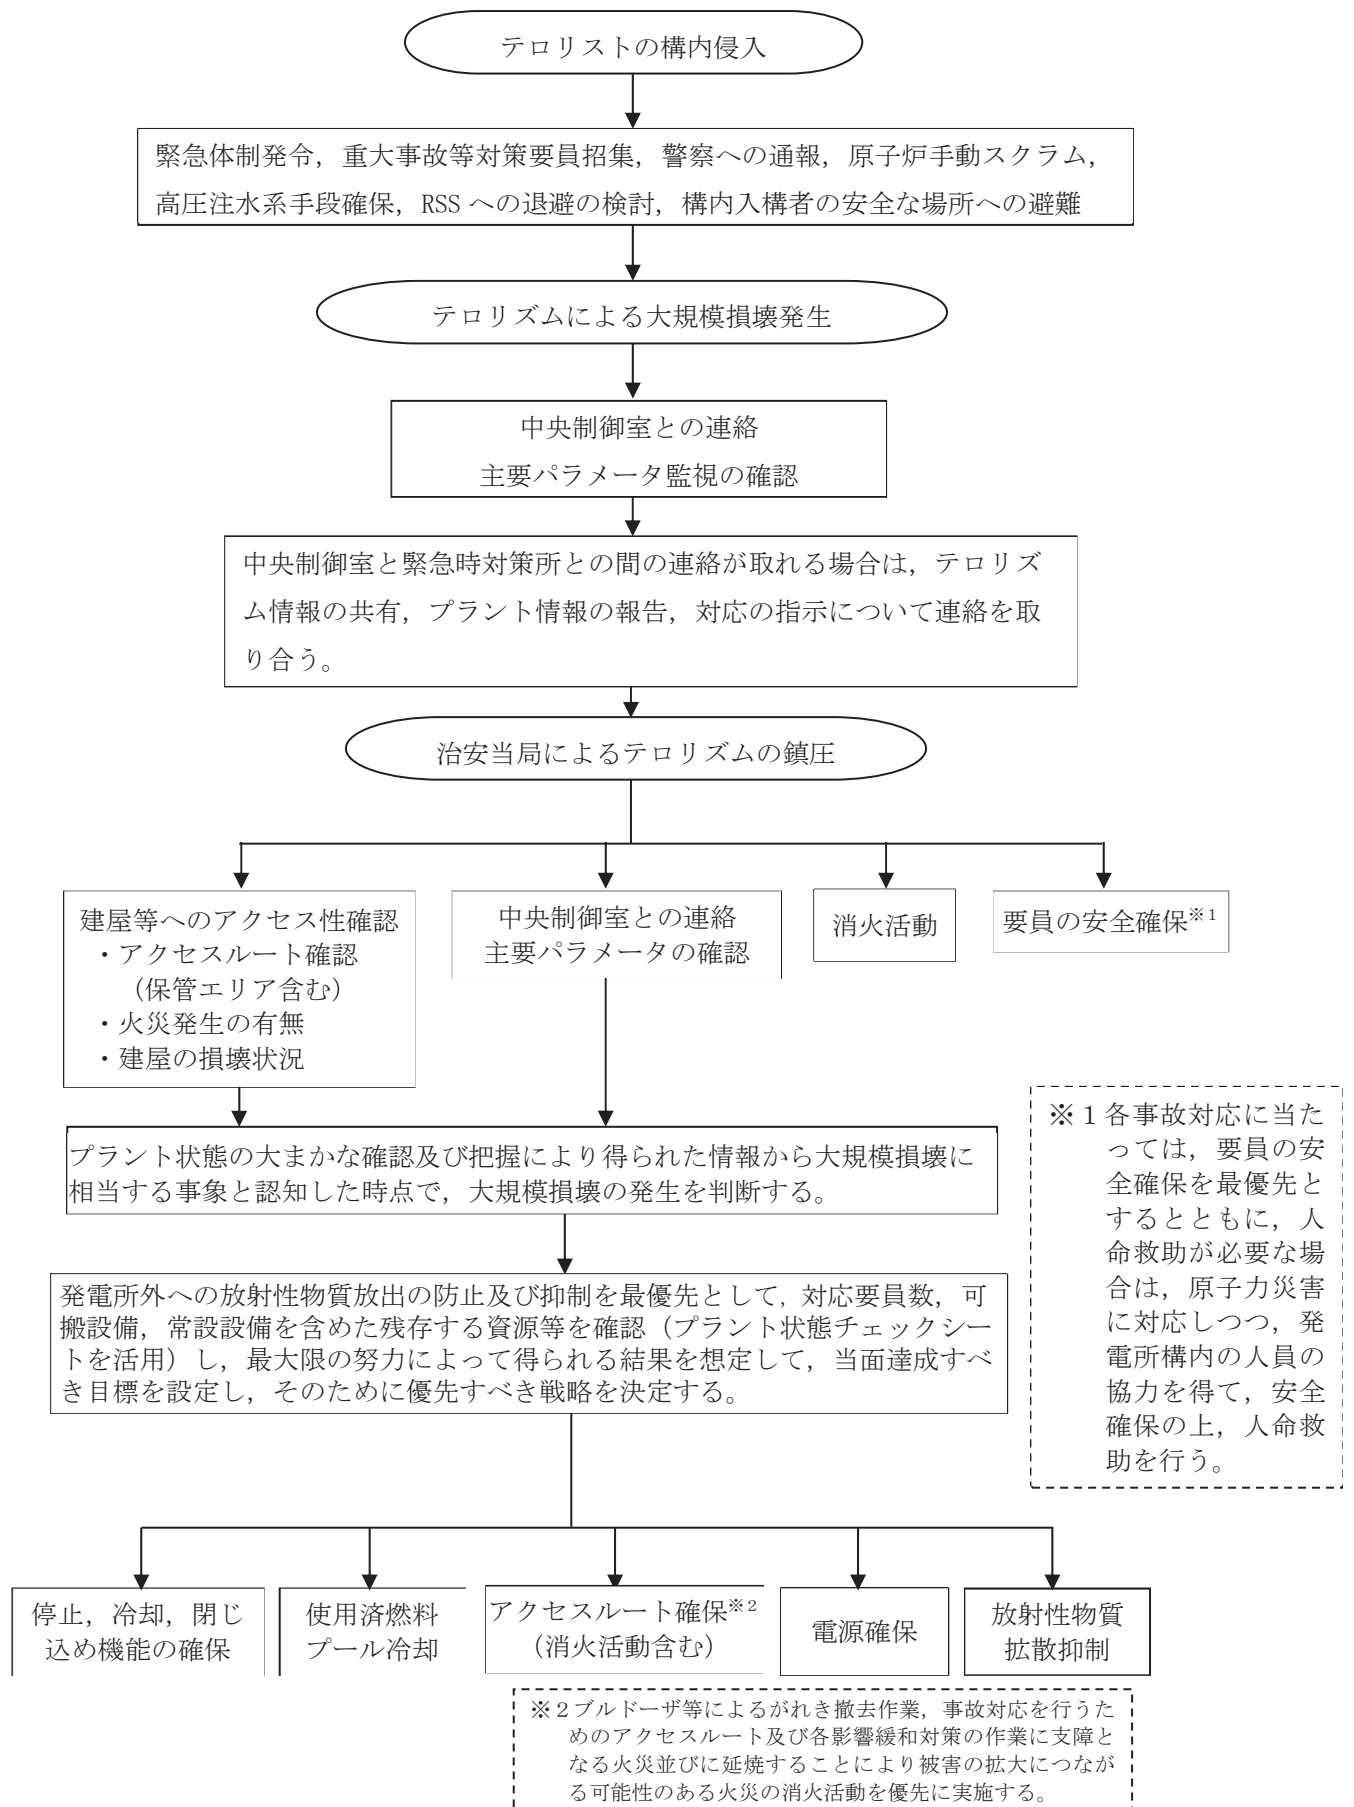 テロリストの構内侵入
緊急体制発令，重大事故等対策要員招集，警察への通報，原子炉手動スクラム，
高圧注水系手段確保，RSS への退避の検討，構内入構者の安全な場所への避難
テロリズムによる大規模損壊発生
中央制御室との連絡
主要パラメータ監視の確認
中央制御室と緊急時対策所との間の連絡が取れる場合は，テロリズ
ム情報の共有，プラント情報の報告，対応の指示について連絡を取
り合う。
治安当局によるテロリズムの鎮圧
建屋等へのアクセス性確認
・アクセスルート確認
（保管エリア含む）
・火災発生の有無
・建屋の損壊状況
中央制御室との連絡
主要パラメータの確認
消火活動
要員の安全確保※1
※１各事故対応に当た
っては，要員の安
全確保を最優先と
するとともに，人
命救助が必要な場
合は，原子力災害
に対応しつつ，発
電所構内の人員の
協力を得て，安全
確保の上，人命救
助を行う。
プラント状態の大まかな確認及び把握により得られた情報から大規模損壊に
相当する事象と認知した時点で，大規模損壊の発生を判断する。
発電所外への放射性物質放出の防止及び抑制を最優先として，対応要員数，可
搬設備，常設設備を含めた残存する資源等を確認（プラント状態チェックシー
トを活用）し，最大限の努力によって得られる結果を想定して，当面達成すべ
き目標を設定し，そのために優先すべき戦略を決定する。
停止，冷却，閉じ
込め機能の確保
使用済燃料
プール冷却
アクセスルート確保※2
（消火活動含む）
電源確保
放射性物質
拡散抑制
※２ブルドーザ等によるがれき撤去作業，事故対応を行うた
めのアクセスルート及び各影響緩和対策の作業に支障と
なる火災並びに延焼することにより被害の拡大につなが
る可能性のある火災の消火活動を優先に実施する。